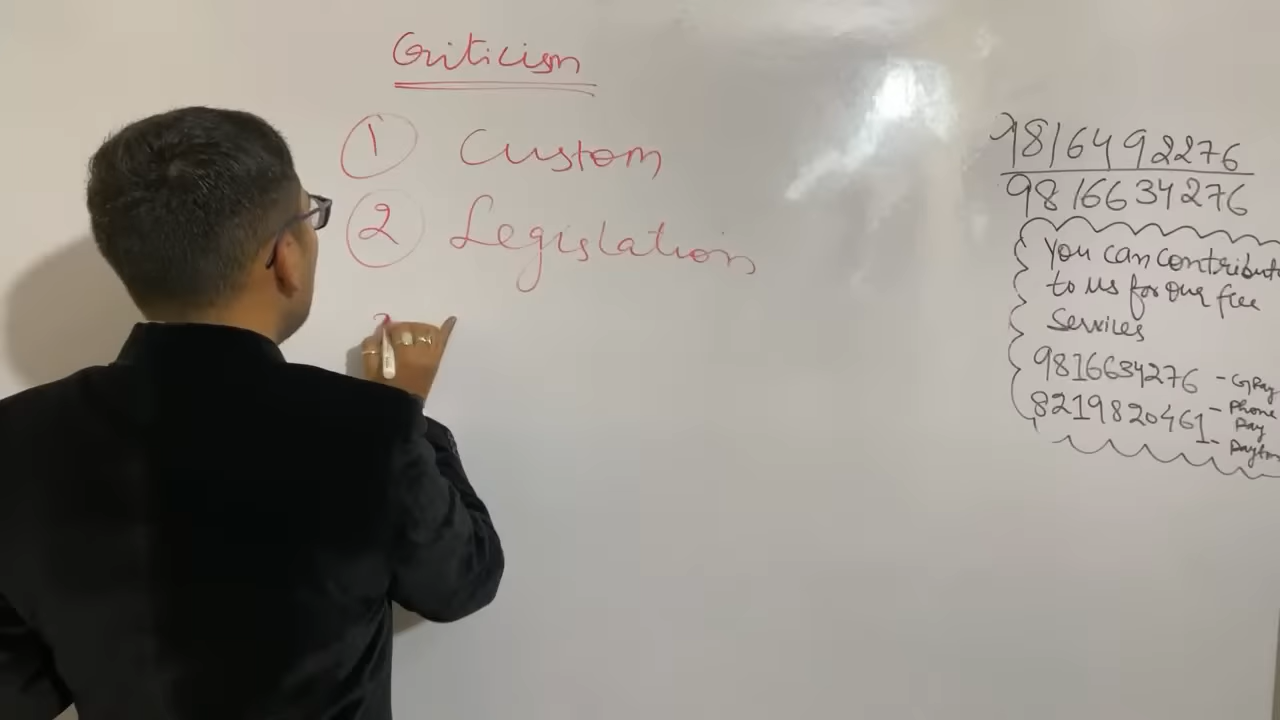 Criticism
1 Custom
2 Legislation
9816492276
9816634276
You can contribute
to us for our free
Services
9816634276 - G Pay
8219820461 - Phone
Pay
- Paytm